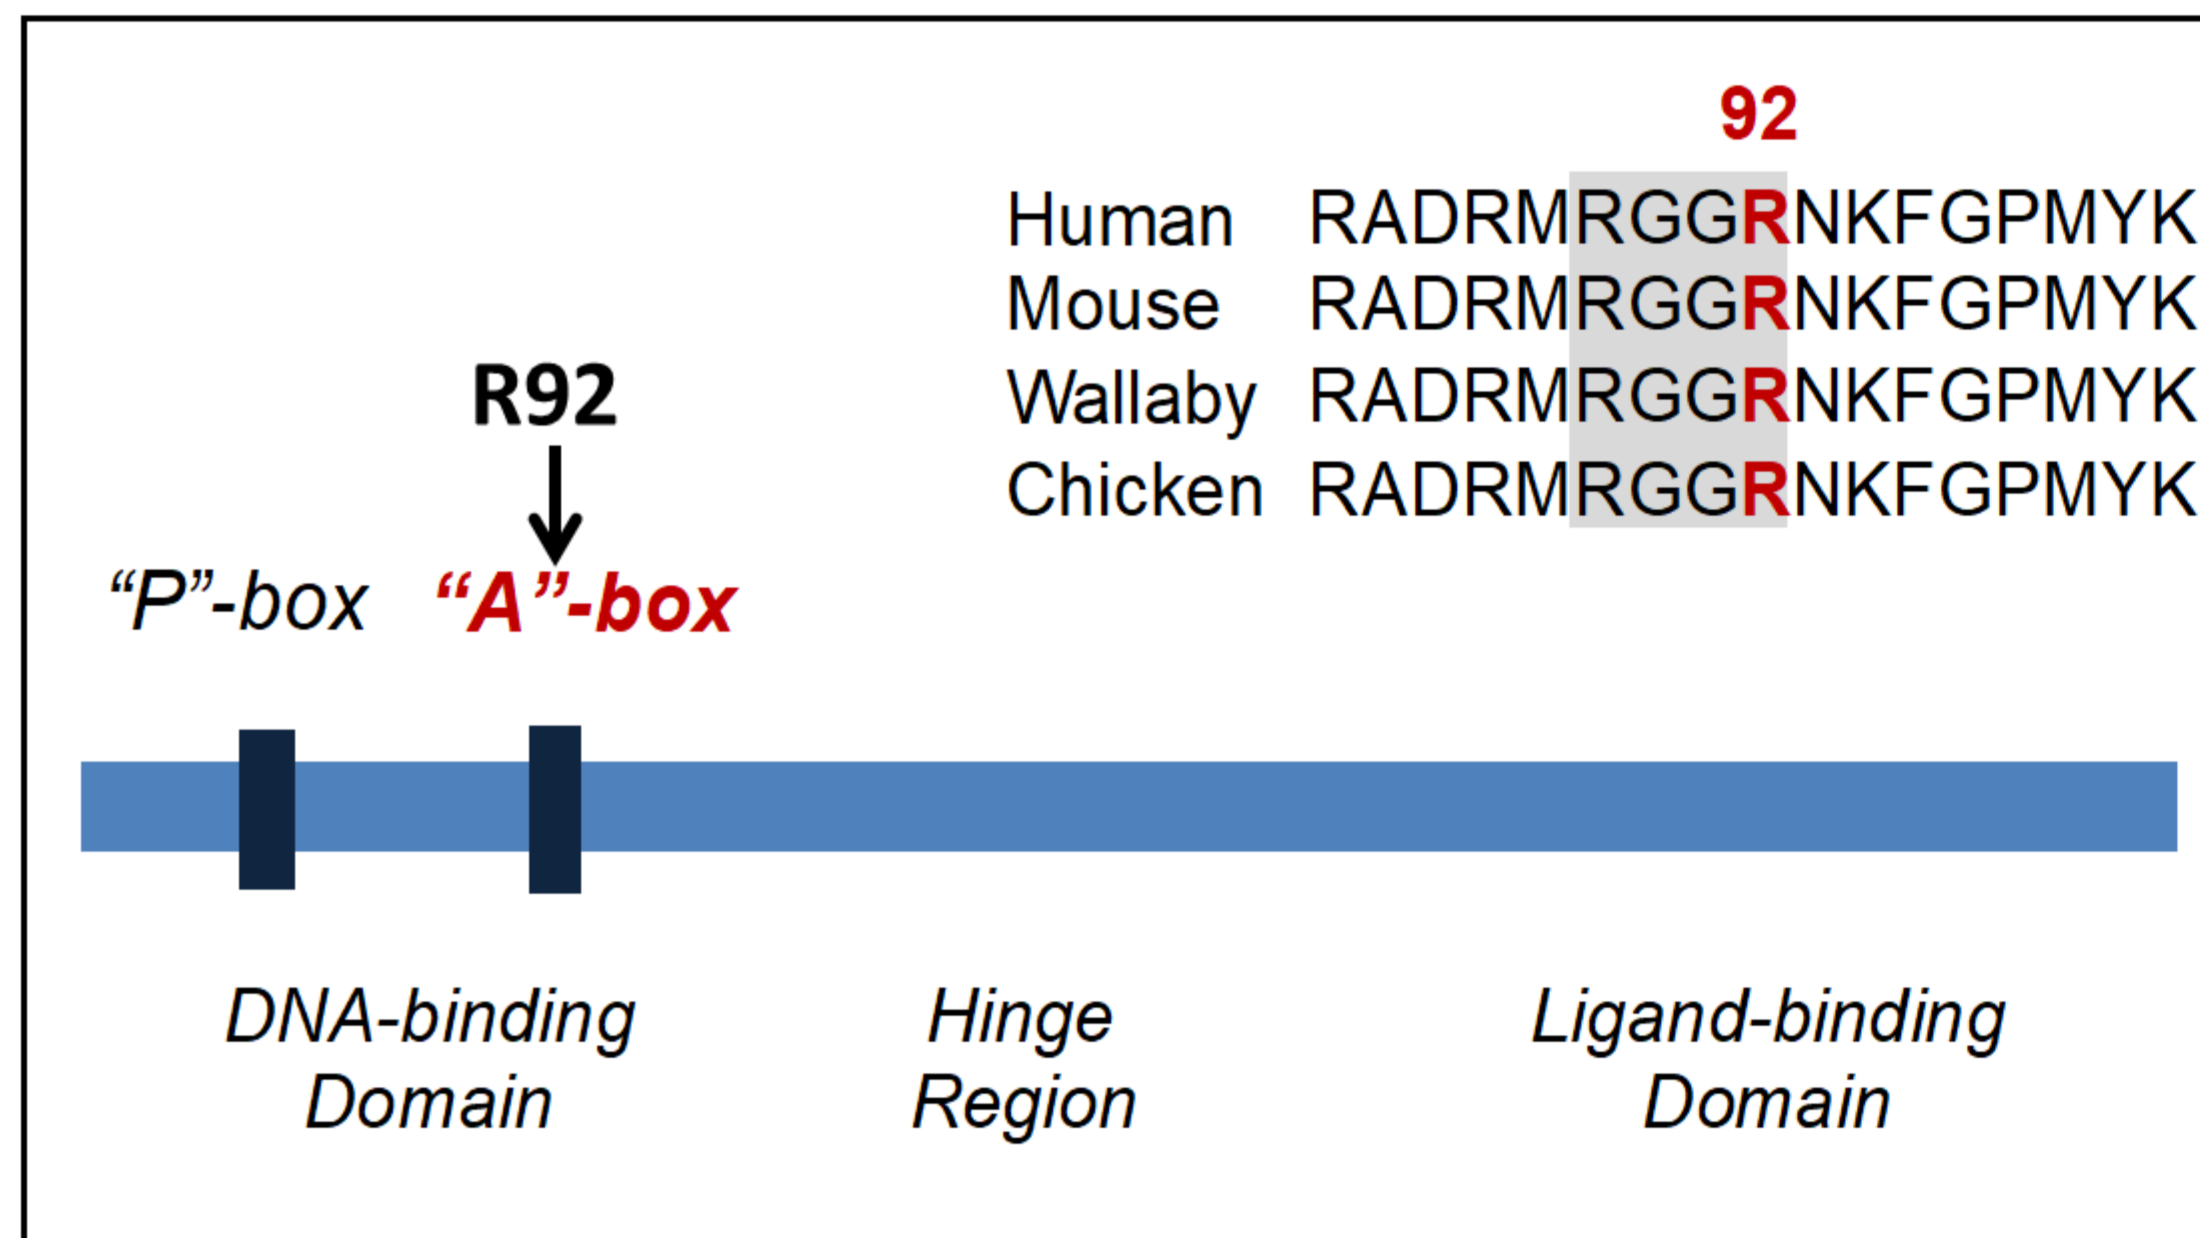 92
Human RADRMRGGRNKFGPMYK
Mouse RADRMRGGRNKFGPMYK
Wallaby RADRMRGGRNKFGPMYK
Chicken RADRMRGGRNKFGPMYK
R92
“P”-box “A”-box
DNA-binding Domain
Hinge Region
Ligand-binding Domain